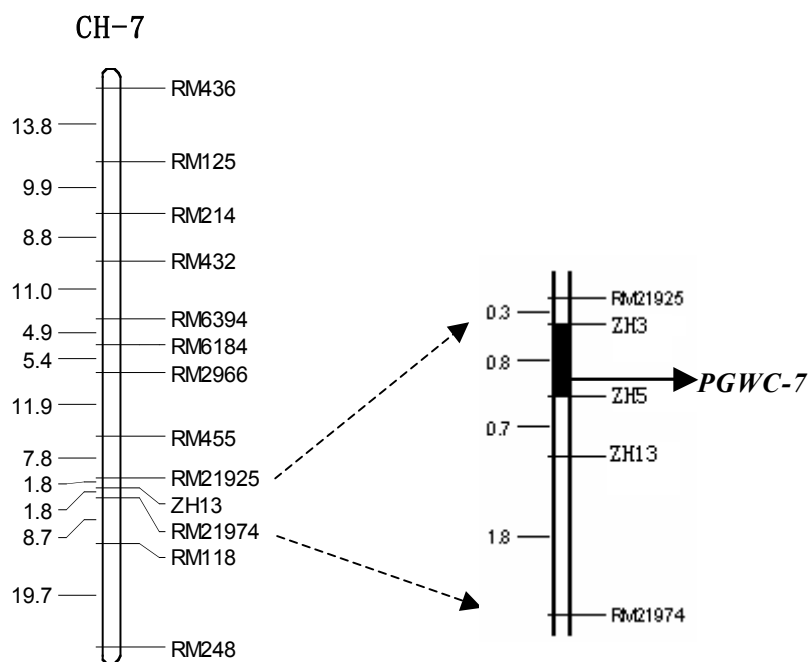 CH-7
RM436
13.8
RM125
9.9
RM214
8.8
RM432
11.0
RM6394
4.9
RM6184
5.4
RM2966
11.9
RM455
7.8
RM21925
1.8
ZH13
1.8
RM21974
8.7
RM118
19.7
RM248
RM21925
0.3
ZH3
0.8
PGWC-7
ZH5
0.7
ZH13
1.8
RM21974